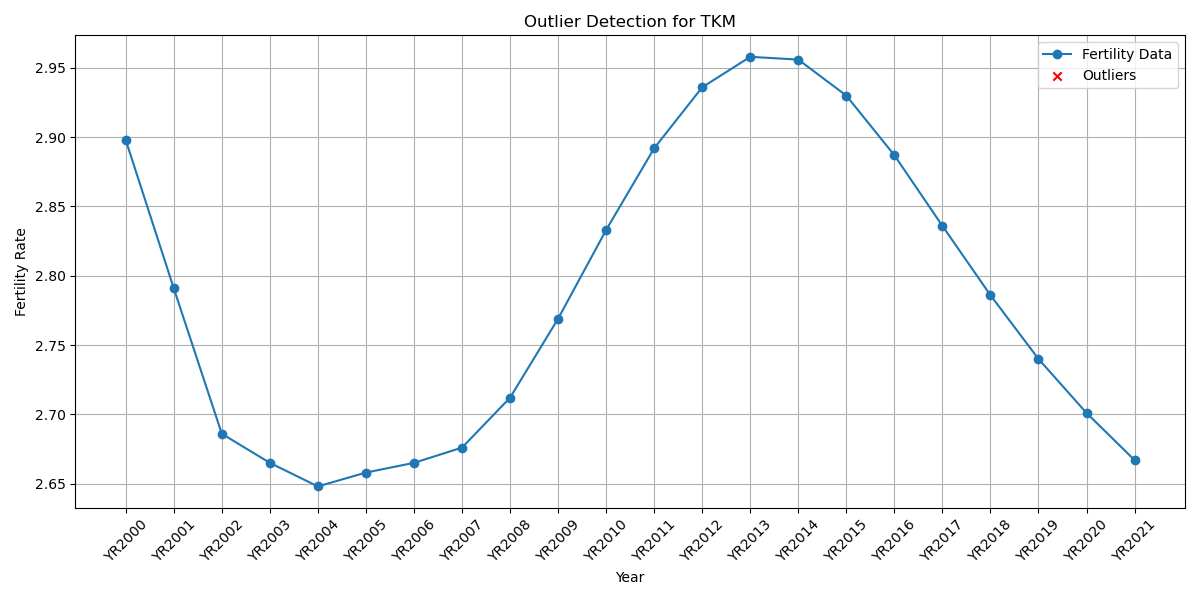 Outlier Detection for TKM
Fertility Data
Outliers
Fertility Rate
2.95
2.90
2.85
2.80
2.75
2.70
2.65
YR2000
YR2001
YR2002
YR2003
YR2004
YR2005
YR2006
YR2007
YR2008
YR2009
YR2010
YR2011
YR2012
YR2013
YR2014
YR2015
YR2016
YR2017
YR2018
YR2019
YR2020
YR2021
Year